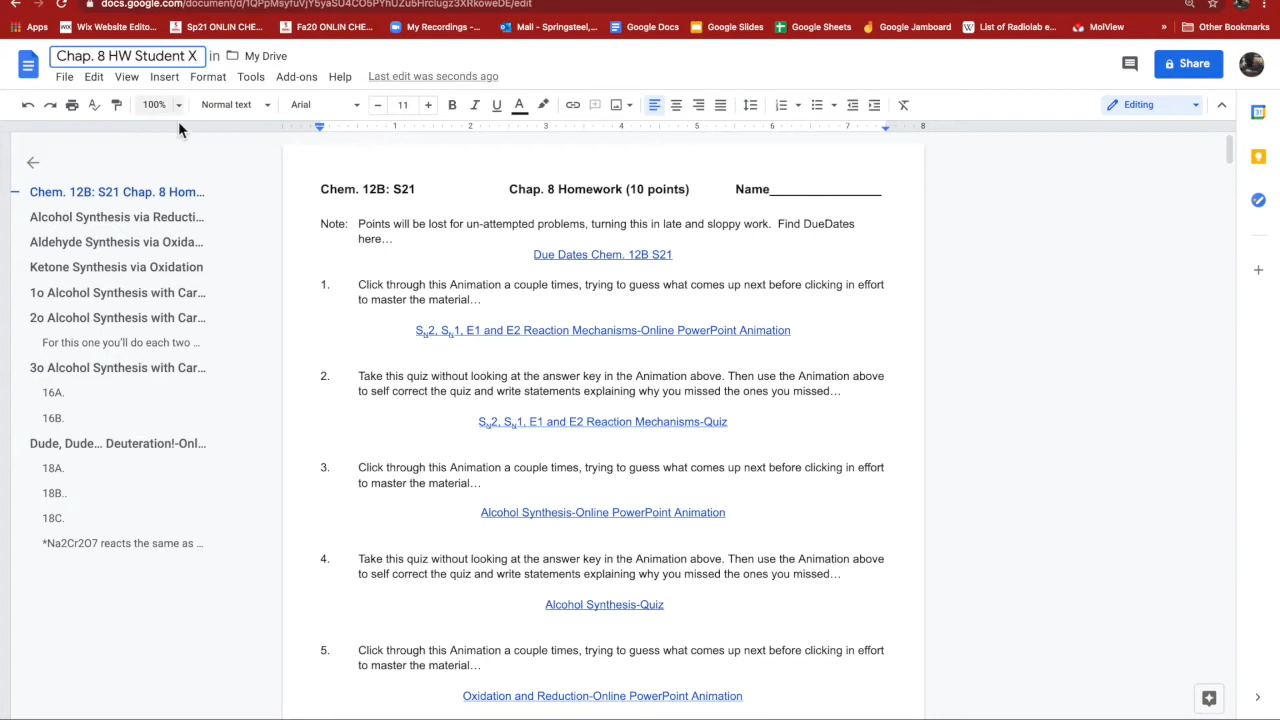 docs.google.com/document/d/1QPpMsyfuVjY5yaSU4CO5PYhUZu5Hrclugz3XRkoweDE/edit
Apps Wix Website Edito... Sp21 ONLIN CHE... Fa20 ONLIN CHE... My Recordings -... Mail - Springsteel,... Google Docs Google Slides Google Sheets Google Jamboard List of Radiolab e... MolView » Other Bookmarks
Chap. 8 HW Student X in My Drive
File Edit View Insert Format Tools Add-ons Help Last edit was seconds ago
Share
100% Normal text Arial 11 B I U A Editing
1 2 3 4 5 6 7 8
Chem. 12B: S21 Chap. 8 Hom...
Alcohol Synthesis via Reducti...
Aldehyde Synthesis via Oxida...
Ketone Synthesis via Oxidation
1o Alcohol Synthesis with Car...
2o Alcohol Synthesis with Car...
For this one you'll do each two ...
3o Alcohol Synthesis with Car...
16A.
16B.
Dude, Dude... Deuteration!-Onl...
18A.
18B..
18C.
*Na2Cr2O7 reacts the same as ...
Chem. 12B: S21 Chap. 8 Homework (10 points) Name________________
Note: Points will be lost for un-attempted problems, turning this in late and sloppy work. Find DueDates
here…
Due Dates Chem. 12B S21
1. Click through this Animation a couple times, trying to guess what comes up next before clicking in effort
to master the material…
SN2, SN1, E1 and E2 Reaction Mechanisms-Online PowerPoint Animation
2. Take this quiz without looking at the answer key in the Animation above. Then use the Animation above
to self correct the quiz and write statements explaining why you missed the ones you missed…
SN2, SN1, E1 and E2 Reaction Mechanisms-Quiz
3. Click through this Animation a couple times, trying to guess what comes up next before clicking in effort
to master the material…
Alcohol Synthesis-Online PowerPoint Animation
4. Take this quiz without looking at the answer key in the Animation above. Then use the Animation above
to self correct the quiz and write statements explaining why you missed the ones you missed…
Alcohol Synthesis-Quiz
5. Click through this Animation a couple times, trying to guess what comes up next before clicking in effort
to master the material…
Oxidation and Reduction-Online PowerPoint Animation